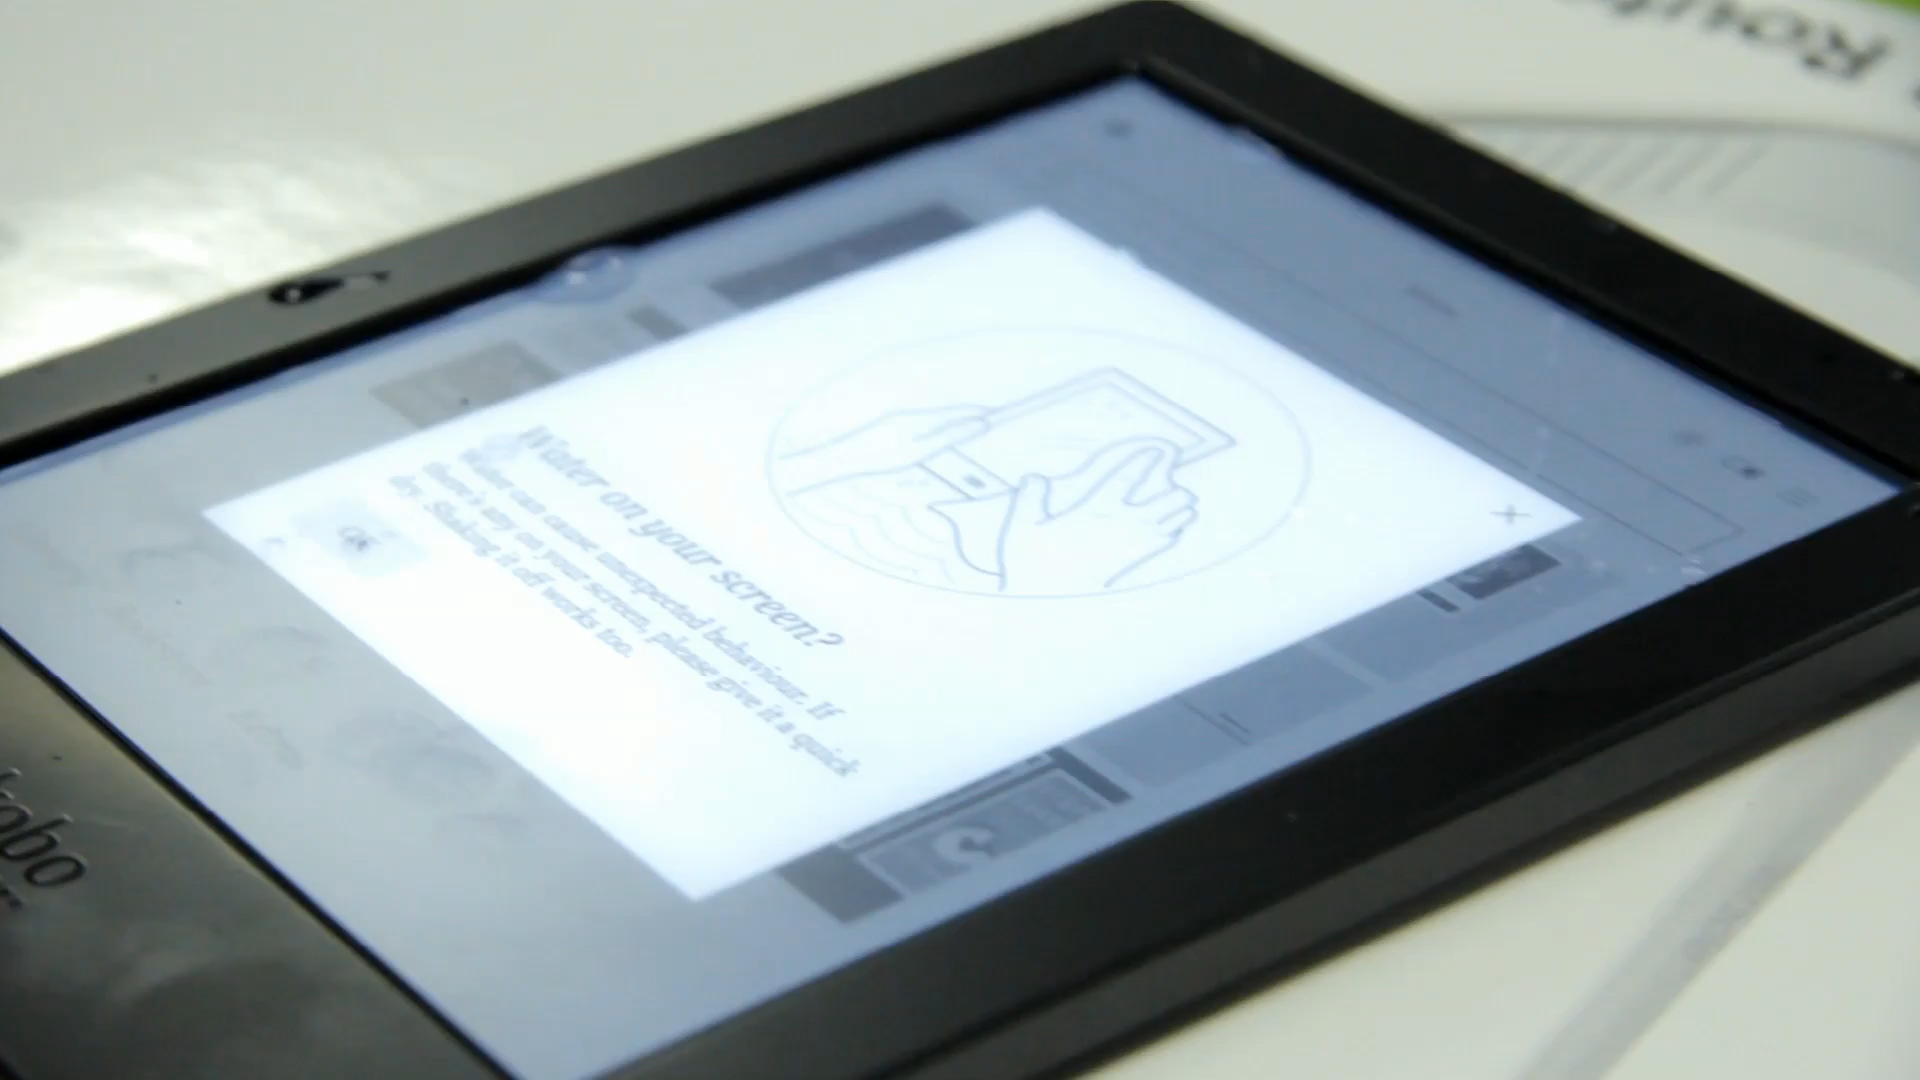 Water on your screen?
Water can cause unexpected behaviour. If
there's any on your screen, please give it a quick
dry. Shaking it off works too.
OK
kobo